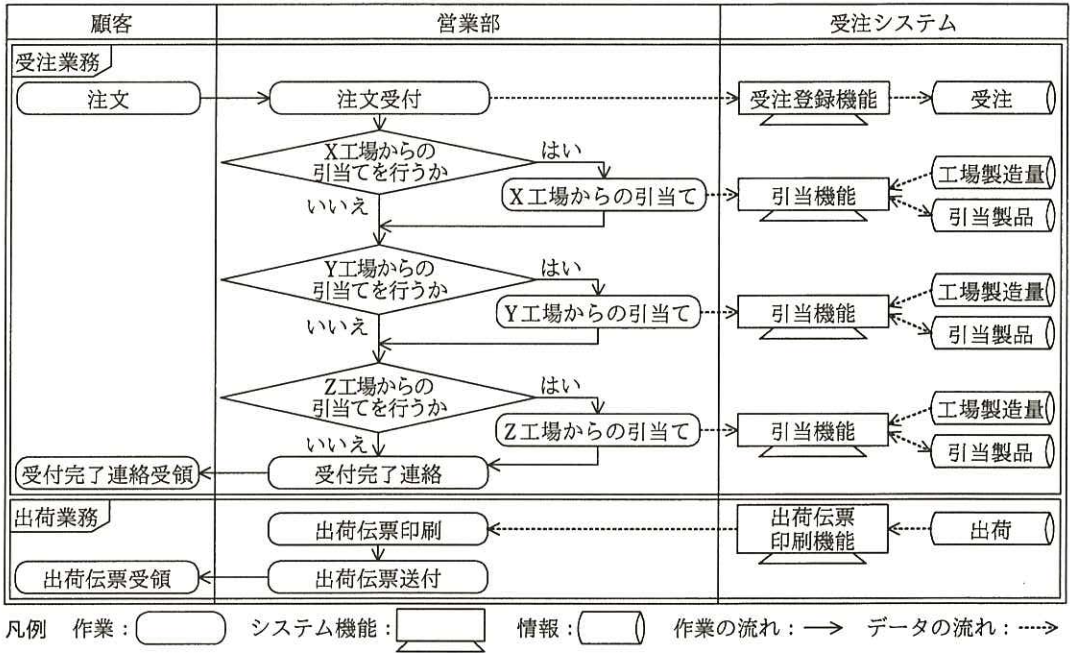 顧客
営業部
受注システム
受注業務
注文
注文受付
受注登録機能
受注
X工場からの
引当てを行うか
はい
いいえ
X工場からの引当て
引当機能
工場製造量
引当製品
Y工場からの
引当てを行うか
はい
いいえ
Y工場からの引当て
引当機能
工場製造量
引当製品
Z工場からの
引当てを行うか
はい
いいえ
Z工場からの引当て
引当機能
工場製造量
引当製品
受付完了連絡受領
受付完了連絡
出荷業務
出荷伝票印刷
出荷伝票
印刷機能
出荷
出荷伝票受領
出荷伝票送付
凡例 作業： システム機能： 情報： 作業の流れ： データの流れ：